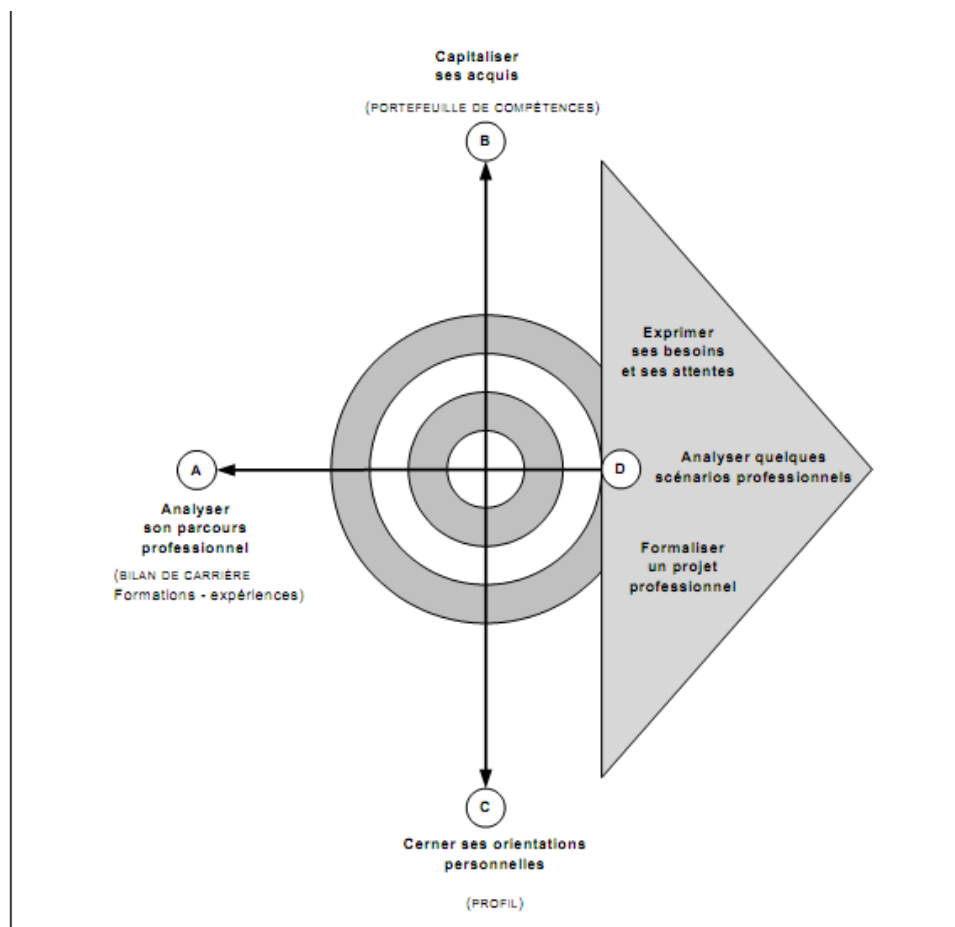 Capitaliser
ses acquis
(PORTEFEUILLE DE COMPÉTENCES)
B
Exprimer
ses besoins
et ses attentes
A
D
Analyser quelques
scénarios professionnels
Analyser
son parcours
professionnel
(BILAN DE CARRIÈRE
Formations - expériences)
Formaliser
un projet
professionnel
C
Cerner ses orientations
personnelles
(PROFIL)